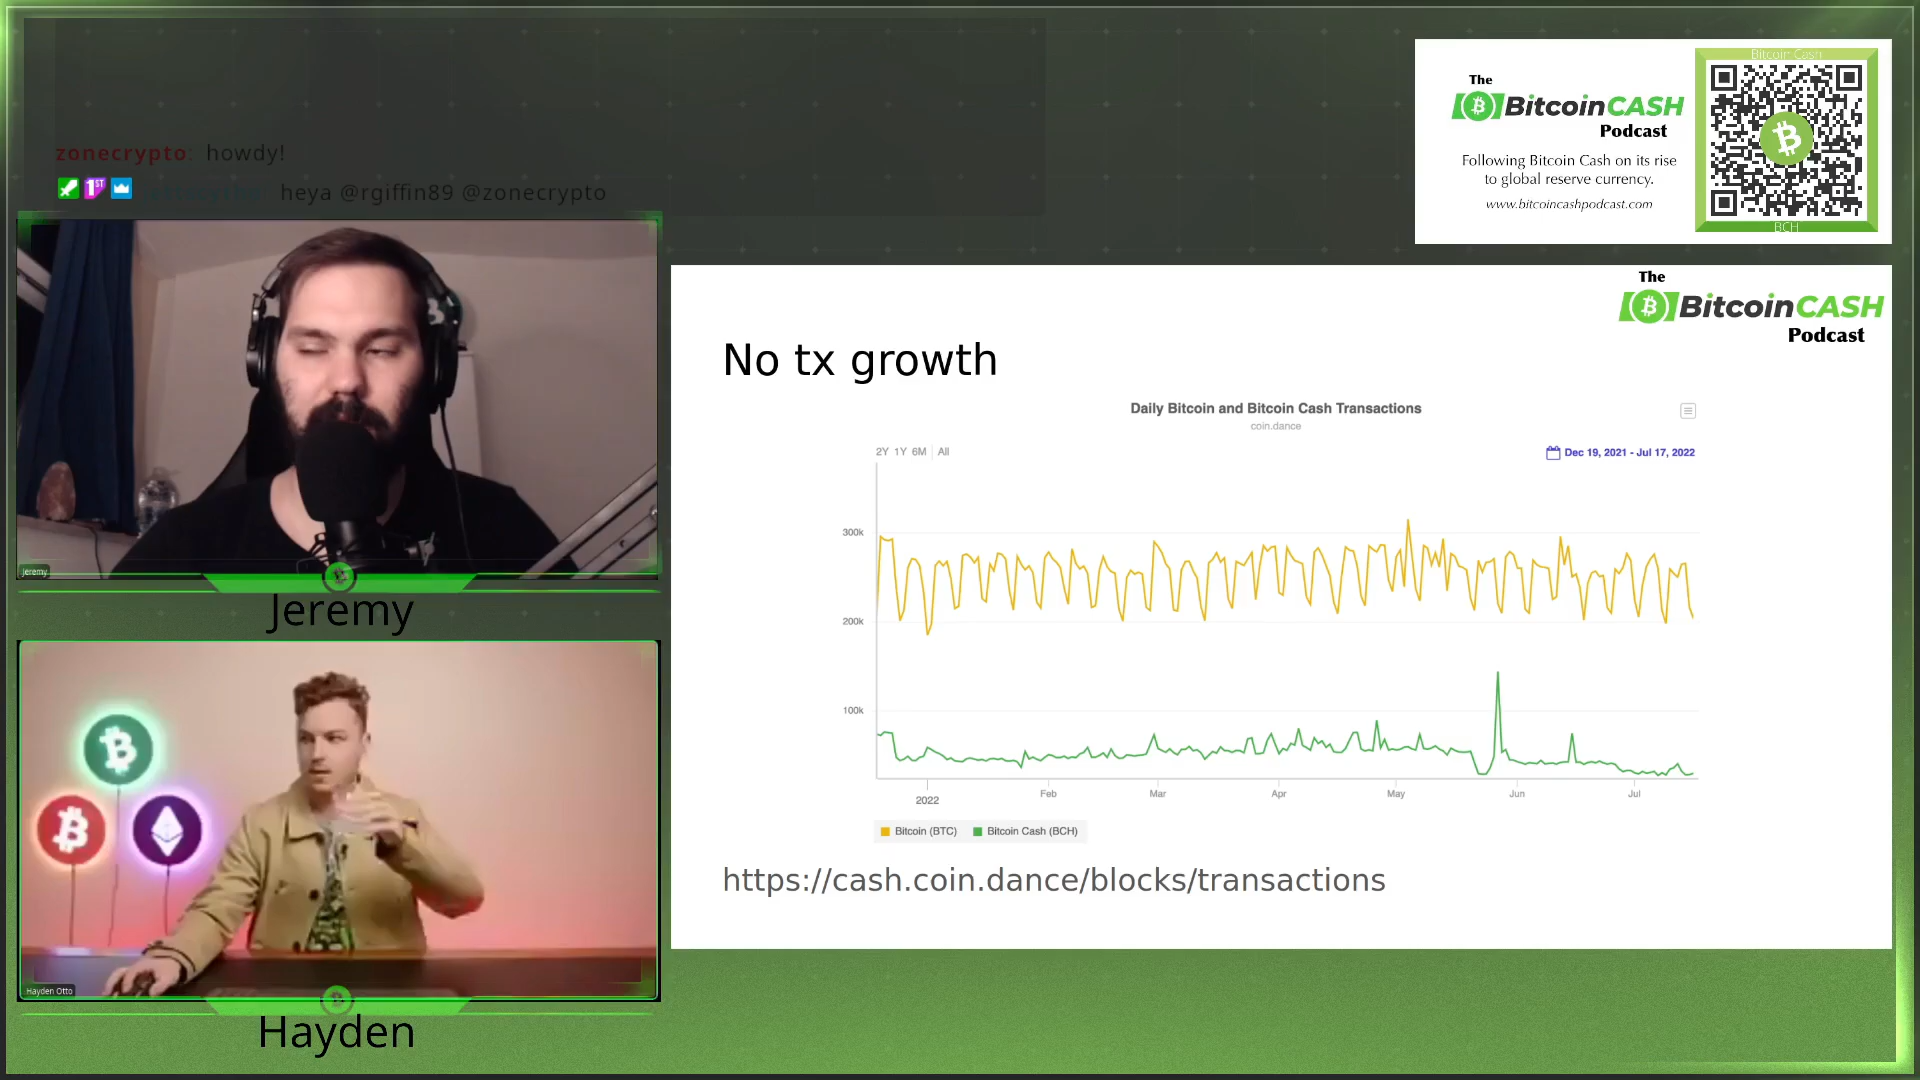 zonecrypto: howdy!
1ST heya @rgiffin89 @zonecrypto
The
BitcoinCASH
Podcast
Following Bitcoin Cash on its rise
to global reserve currency.
www.bitcoincashpodcast.com
Bitcoin Cash
BCH
Jeremy
Jeremy
Hayden Otto
Hayden
The
BitcoinCASH
Podcast
No tx growth
Daily Bitcoin and Bitcoin Cash Transactions
coin.dance
2Y 1Y 6M All
Dec 19, 2021 - Jul 17, 2022
300k
200k
100k
2022 Feb Mar Apr May Jun Jul
Bitcoin (BTC) Bitcoin Cash (BCH)
https://cash.coin.dance/blocks/transactions